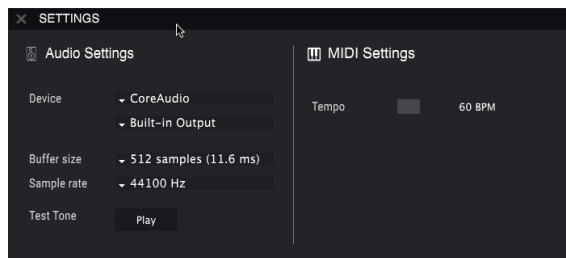 SETTINGS
Audio Settings
Device
CoreAudio
Built-in Output
Buffer size
512 samples (11.6 ms)
Sample rate
44100 Hz
Test Tone
Play
MIDI Settings
Tempo
60 BPM